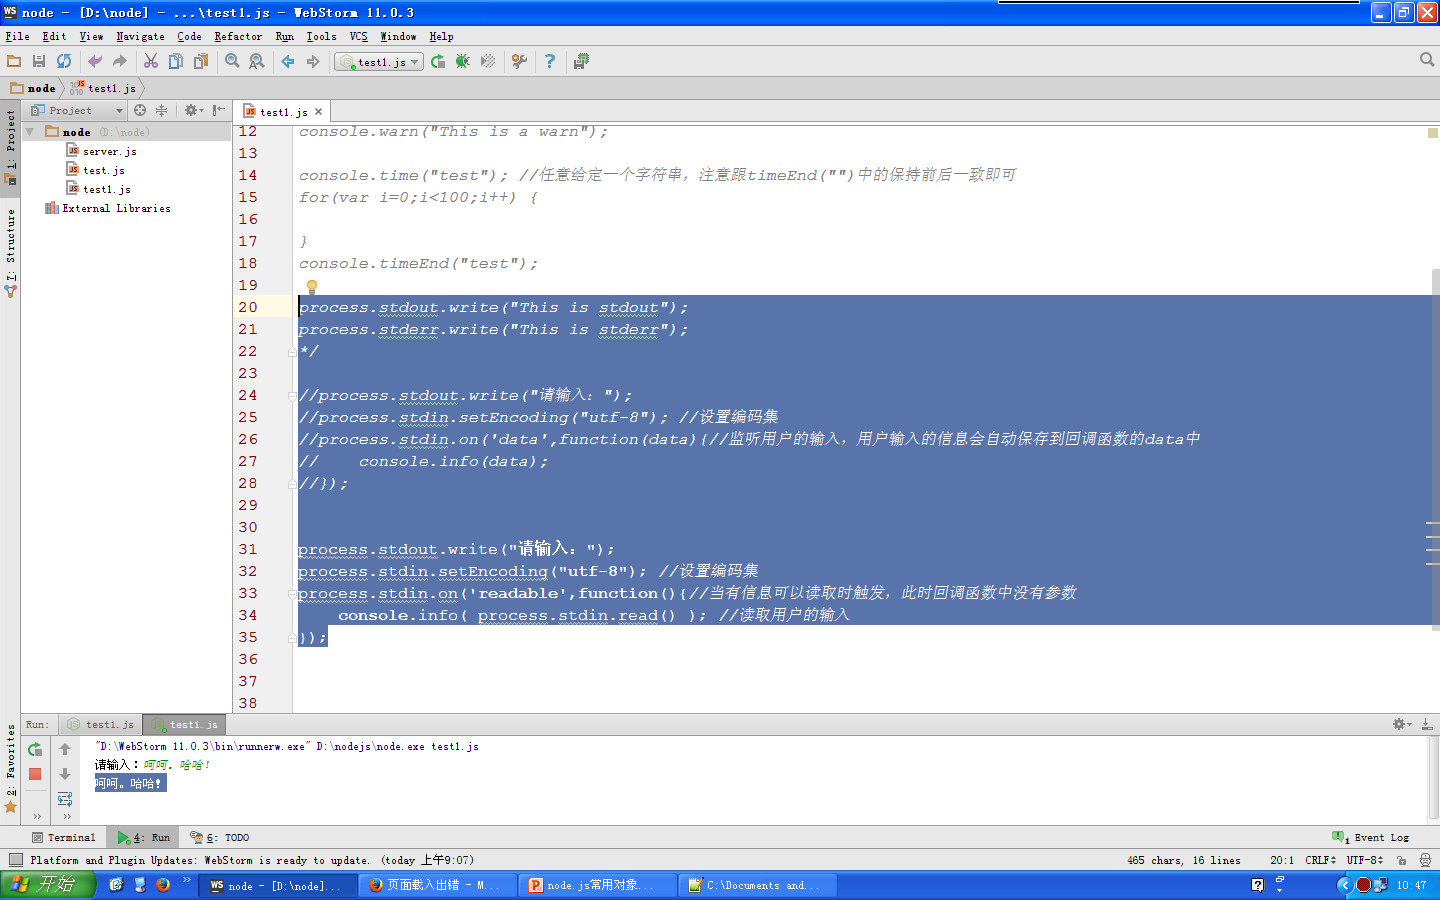 node - [D:\node] - ...\test1.js - WebStorm 11.0.3
File Edit View Navigate Code Refactor Run Tools VCS Window Help
test1.js
node test1.js
Project
test1.js
1: Project
7: Structure
2: Favorites
node (D:\node)
server.js
test.js
test1.js
External Libraries
12 console.warn("This is a warn");
13
14 console.time("test"); //任意给定一个字符串，注意跟timeEnd("")中的保持前后一致即可
15 for(var i=0;i<100;i++) {
16
17 }
18 console.timeEnd("test");
19
20 process.stdout.write("This is stdout");
21 process.stderr.write("This is stderr");
22 */
23
24 //process.stdout.write("请输入：");
25 //process.stdin.setEncoding("utf-8"); //设置编码集
26 //process.stdin.on('data',function(data){//监听用户的输入，用户输入的信息会自动保存到回调函数的data中
27 //    console.info(data);
28 //});
29
30
31 process.stdout.write("请输入：");
32 process.stdin.setEncoding("utf-8"); //设置编码集
33 process.stdin.on('readable',function(){//当有信息可以读取时触发，此时回调函数中没有参数
34     console.info( process.stdin.read() ); //读取用户的输入
35 });
36
37
38
Run: test1.js test1.js
"D:\WebStorm 11.0.3\bin\runnerw.exe" D:\nodejs\node.exe test1.js
请输入：呵呵。哈哈！
呵呵。哈哈！
Terminal 4: Run 6: TODO 1 Event Log
Platform and Plugin Updates: WebStorm is ready to update. (today 上午9:07) 465 chars, 16 lines 20:1 CRLF UTF-8
开始 node - [D:\node]... 页面载入出错 - M... node.js常用对象... C:\Documents and... 10:47